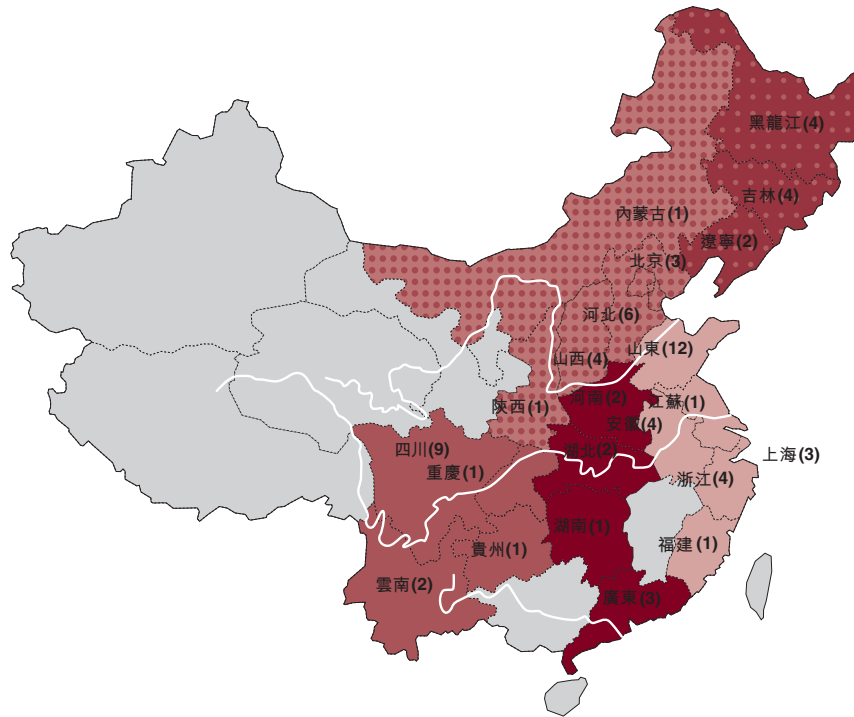 黑龍江(4)
吉林(4)
內蒙古(1)
遼寧(2)
北京(3)
河北(6)
山東(12)
山西(4)
河南(2)
江蘇(1)
陝西(1)
安徽(4)
四川(9)
湖北(2)
上海(3)
重慶(1)
浙江(4)
湖南(1)
福建(1)
貴州(1)
雲南(2)
廣東(3)